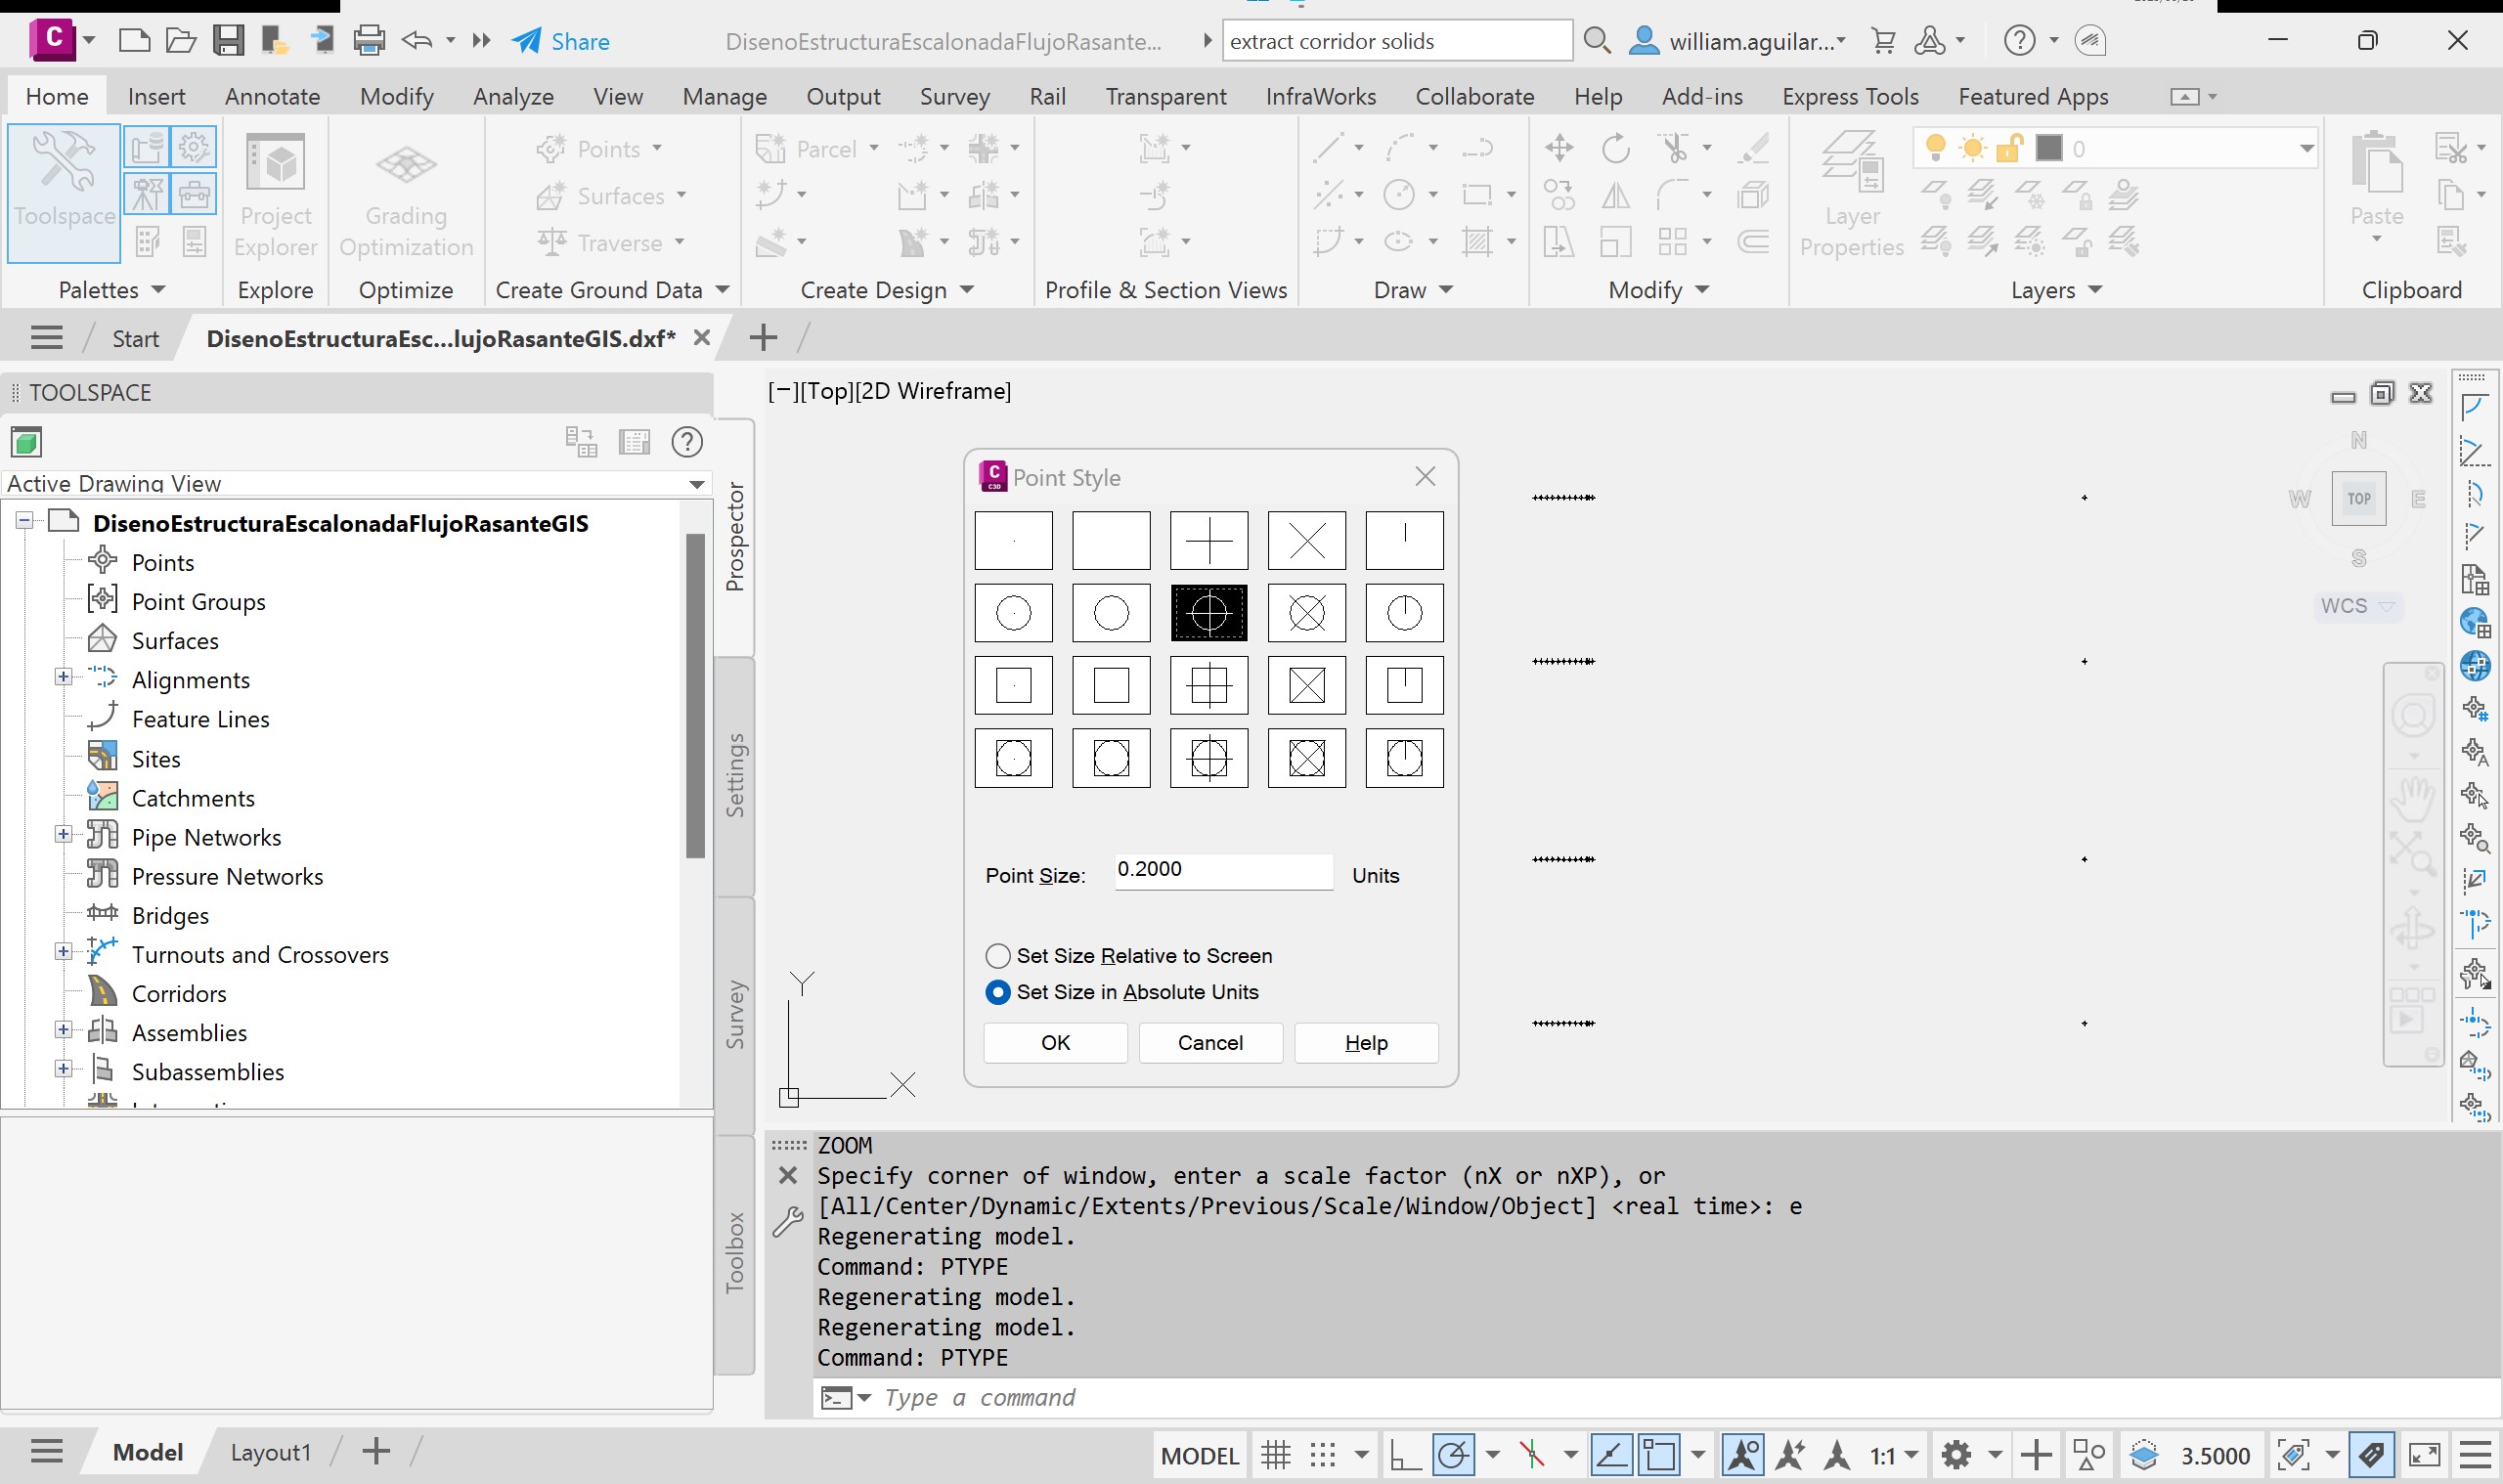 C
Share
DisenoEstructuraEscalonadaFlujoRasante...
extract corridor solids
william.aguilar...
Home
Insert
Annotate
Modify
Analyze
View
Manage
Output
Survey
Rail
Transparent
InfraWorks
Collaborate
Help
Add-ins
Express Tools
Featured Apps
Toolspace
Project
Explorer
Grading
Optimization
Points
Surfaces
Traverse
Parcel
Layer
Properties
0
Paste
Palettes
Explore
Optimize
Create Ground Data
Create Design
Profile & Section Views
Draw
Modify
Layers
Clipboard
Start
DisenoEstructuraEsc...lujoRasanteGIS.dxf*
TOOLSPACE
Active Drawing View
DisenoEstructuraEscalonadaFlujoRasanteGIS
Points
Point Groups
Surfaces
Alignments
Feature Lines
Sites
Catchments
Pipe Networks
Pressure Networks
Bridges
Turnouts and Crossovers
Corridors
Assemblies
Subassemblies
Prospector
Settings
Survey
Toolbox
[−][Top][2D Wireframe]
C
C3D
Point Style
Point Size:
0.2000
Units
Set Size Relative to Screen
Set Size in Absolute Units
OK
Cancel
Help
Y
X
N
W
TOP
E
S
WCS
ZOOM
Specify corner of window, enter a scale factor (nX or nXP), or
[All/Center/Dynamic/Extents/Previous/Scale/Window/Object] <real time>: e
Regenerating model.
Command: PTYPE
Regenerating model.
Regenerating model.
Command: PTYPE
Type a command
Model
Layout1
MODEL
1:1
3.5000